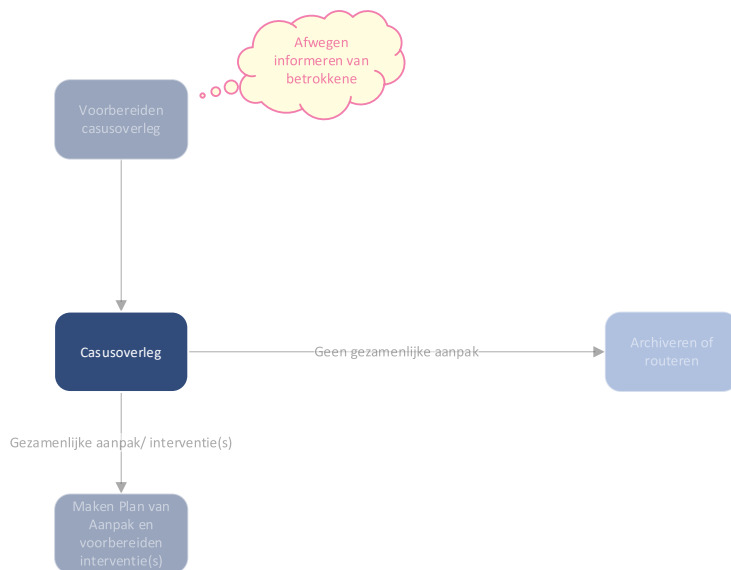 Afwegen
informeren van
betrokkene
Voorbereiden
casusoverleg
Casusoverleg
Geen gezamenlijke aanpak
Archiveren of
routeren
Gezamenlijke aanpak/ interventie(s)
Maken Plan van
Aanpak en
voorbereiden
interventie(s)